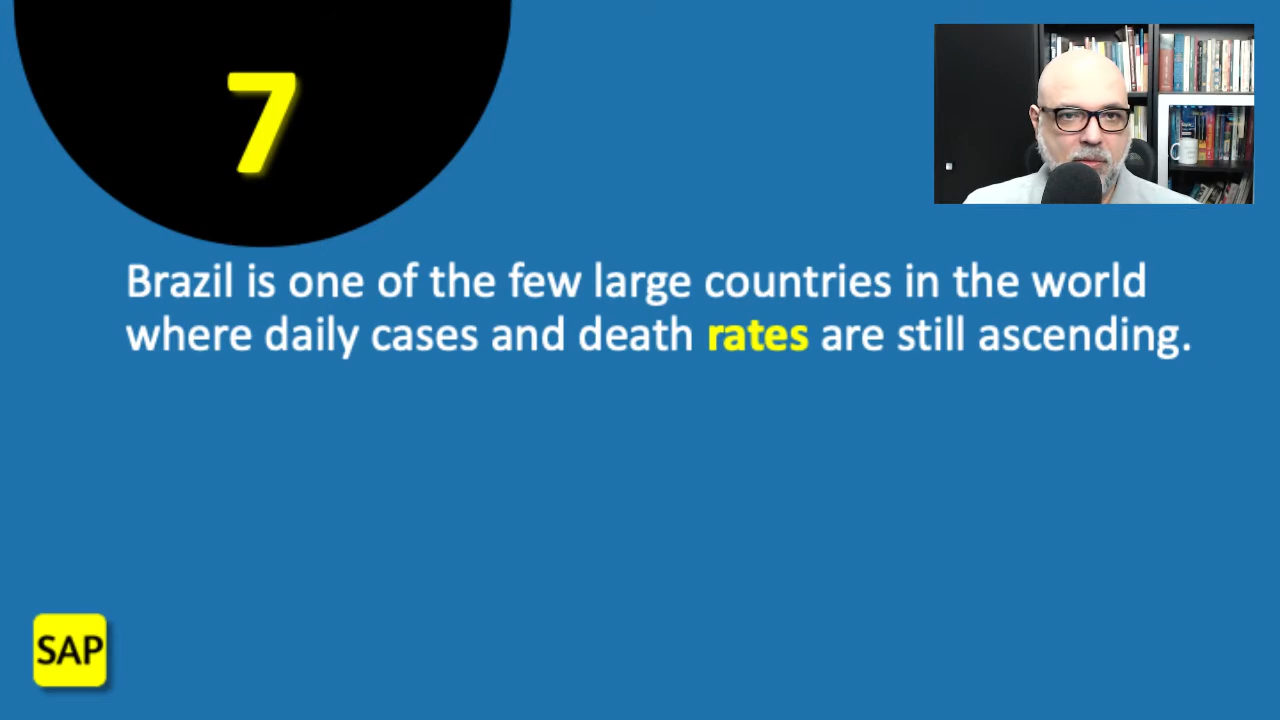 7
Brazil is one of the few large countries in the world
where daily cases and death rates are still ascending.
SAP